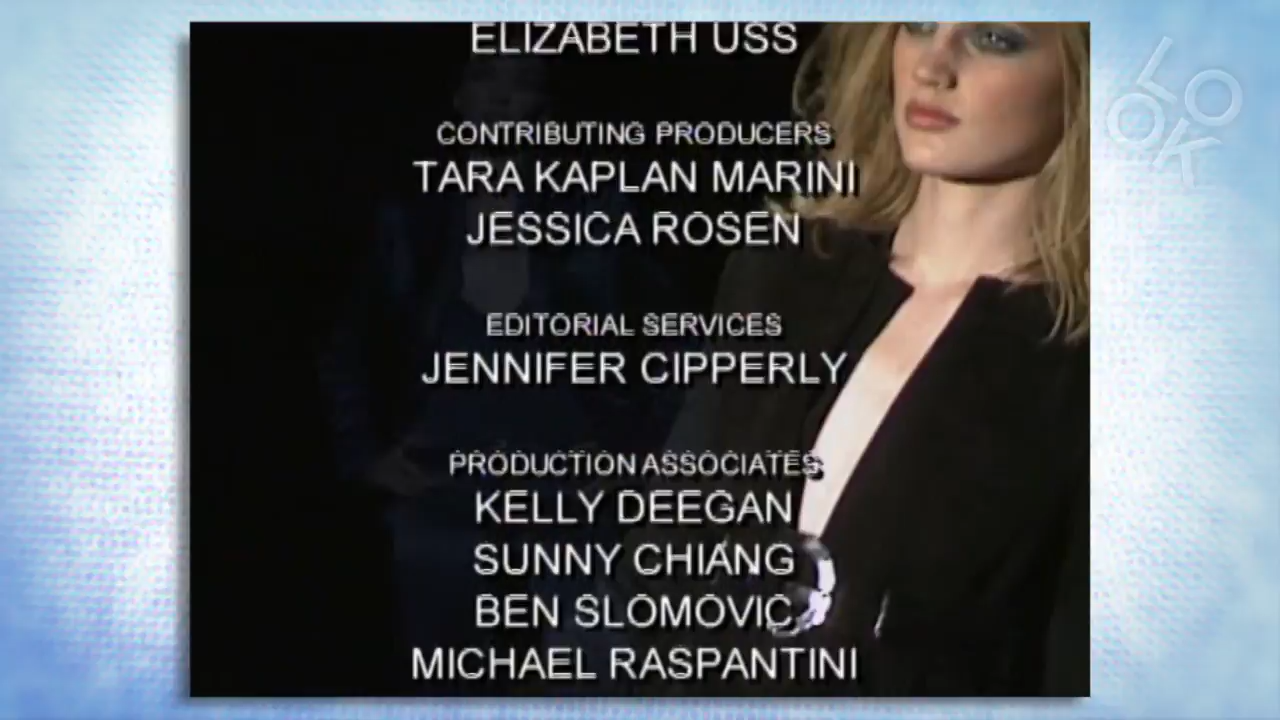 ELIZABETH USS
CONTRIBUTING PRODUCERS
TARA KAPLAN MARINI
JESSICA ROSEN
EDITORIAL SERVICES
JENNIFER CIPPERLY
PRODUCTION ASSOCIATES
KELLY DEEGAN
SUNNY CHIANG
BEN SLOMOVIC
MICHAEL RASPANTINI
LOOK